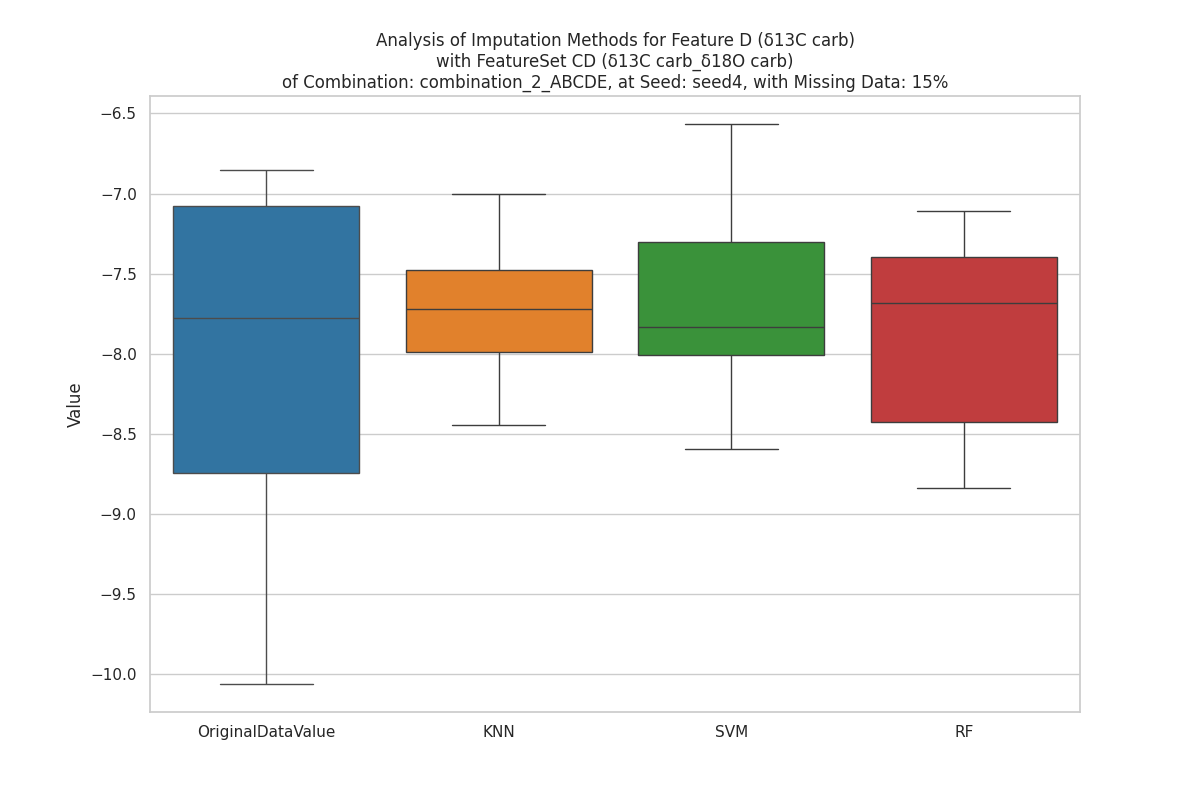 Analysis of Imputation Methods for Feature D (δ13C carb)
with FeatureSet CD (δ13C carb_δ18O carb)
of Combination: combination_2_ABCDE, at Seed: seed4, with Missing Data: 15%
−6.5
−7.0
−7.5
−8.0
−8.5
−9.0
−9.5
−10.0
Value
OriginalDataValue
KNN
SVM
RF